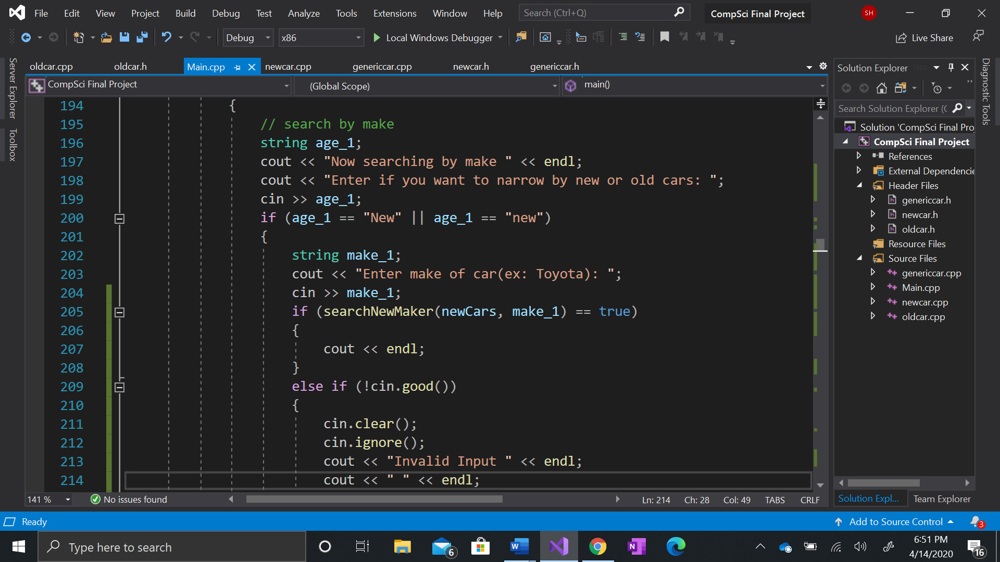 File Edit View Project Build Debug Test Analyze Tools Extensions Window Help Search (Ctrl+Q) CompSci Final Project SH
Debug x86 Local Windows Debugger Live Share
Server Explorer
Toolbox
oldcar.cpp oldcar.h Main.cpp newcar.cpp genericcar.cpp newcar.h genericcar.h
CompSci Final Project (Global Scope) main()
194 {
195 // search by make
196 string age_1;
197 cout << "Now searching by make " << endl;
198 cout << "Enter if you want to narrow by new or old cars: ";
199 cin >> age_1;
200 if (age_1 == "New" || age_1 == "new")
201 {
202 string make_1;
203 cout << "Enter make of car(ex: Toyota): ";
204 cin >> make_1;
205 if (searchNewMaker(newCars, make_1) == true)
206 {
207 cout << endl;
208 }
209 else if (!cin.good())
210 {
211 cin.clear();
212 cin.ignore();
213 cout << "Invalid Input " << endl;
214 cout << " " << endl;
141 % No issues found Ln: 214 Ch: 28 Col: 49 TABS CRLF
Solution Explorer
Search Solution Explorer (C
Solution 'CompSci Final Pro
CompSci Final Project
References
External Dependencie
Header Files
genericcar.h
newcar.h
oldcar.h
Resource Files
Source Files
genericcar.cpp
Main.cpp
newcar.cpp
oldcar.cpp
Solution Expl... Team Explorer
Diagnostic Tools
Ready Add to Source Control 3
Type here to search 6 W N 6:51 PM
4/14/2020 16